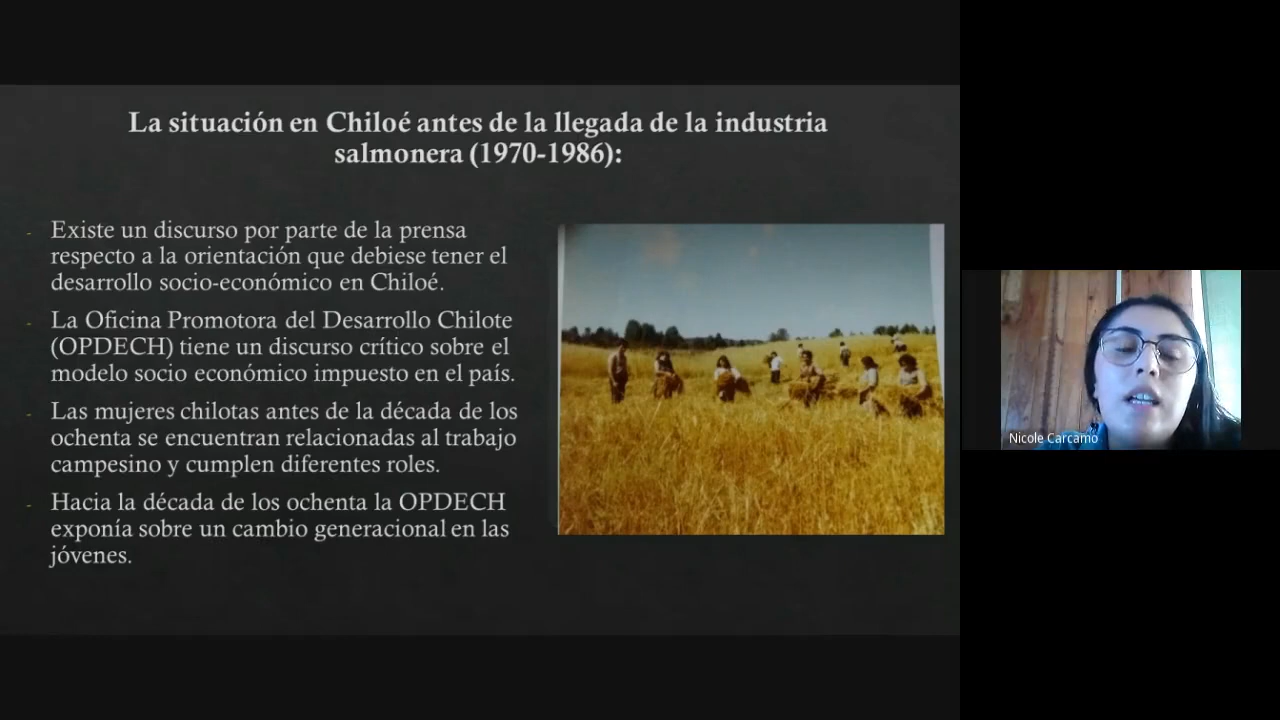 La situación en Chiloé antes de la llegada de la industria
salmonera (1970-1986):
- Existe un discurso por parte de la prensa
respecto a la orientación que debiese tener el
desarrollo socio-económico en Chiloé.
- La Oficina Promotora del Desarrollo Chilote
(OPDECH) tiene un discurso crítico sobre el
modelo socio económico impuesto en el país.
- Las mujeres chilotas antes de la década de los
ochenta se encuentran relacionadas al trabajo
campesino y cumplen diferentes roles.
- Hacia la década de los ochenta la OPDECH
exponía sobre un cambio generacional en las
jóvenes.
Nicole Carcamo